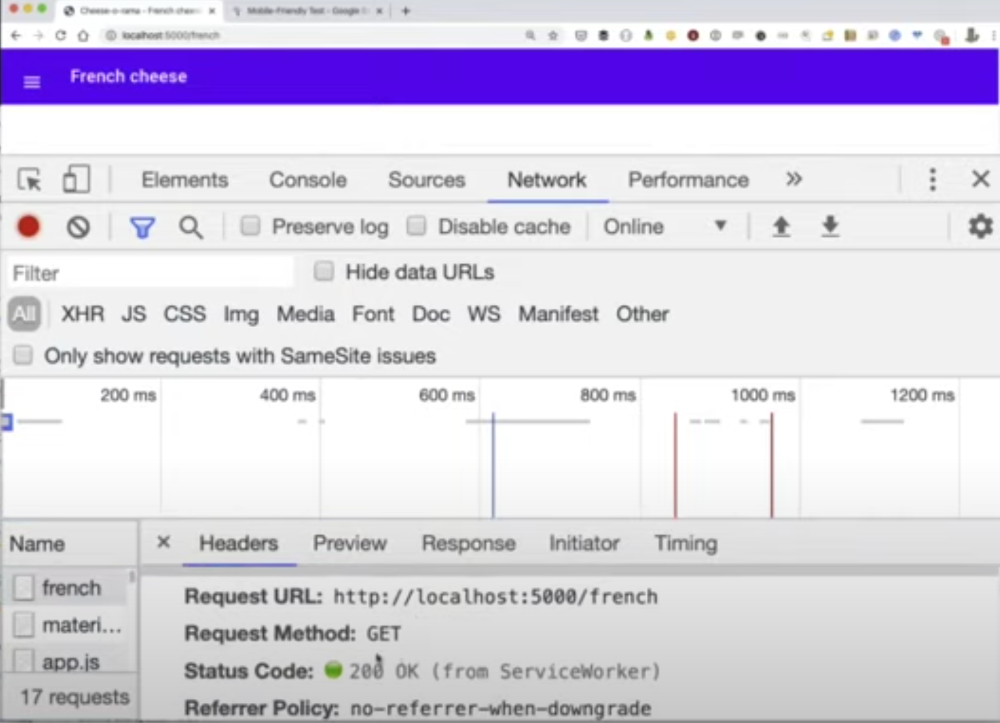 Cheese-o-rama - French chees
Mobile-Friendly Test - Google
localhost:5000/french
French cheese
Elements Console Sources Network Performance
Preserve log Disable cache Online
Filter Hide data URLs
All XHR JS CSS Img Media Font Doc WS Manifest Other
Only show requests with SameSite issues
200 ms 400 ms 600 ms 800 ms 1000 ms 1200 ms
Name Headers Preview Response Initiator Timing
french Request URL: http://localhost:5000/french
materi... Request Method: GET
app.js Status Code: 200 OK (from ServiceWorker)
17 requests Referrer Policy: no-referrer-when-downgrade